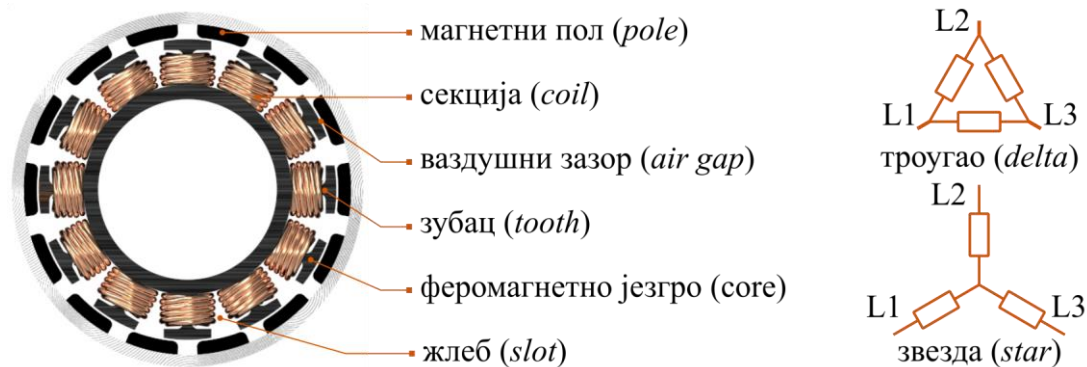 магнетни пол (pole)
секција (coil)
ваздушни зазор (air gap)
зубац (tooth)
феромагнетно језгро (core)
жлеб (slot)
L2
L1 L3
троугао (delta)
L2
L1 L3
звезда (star)